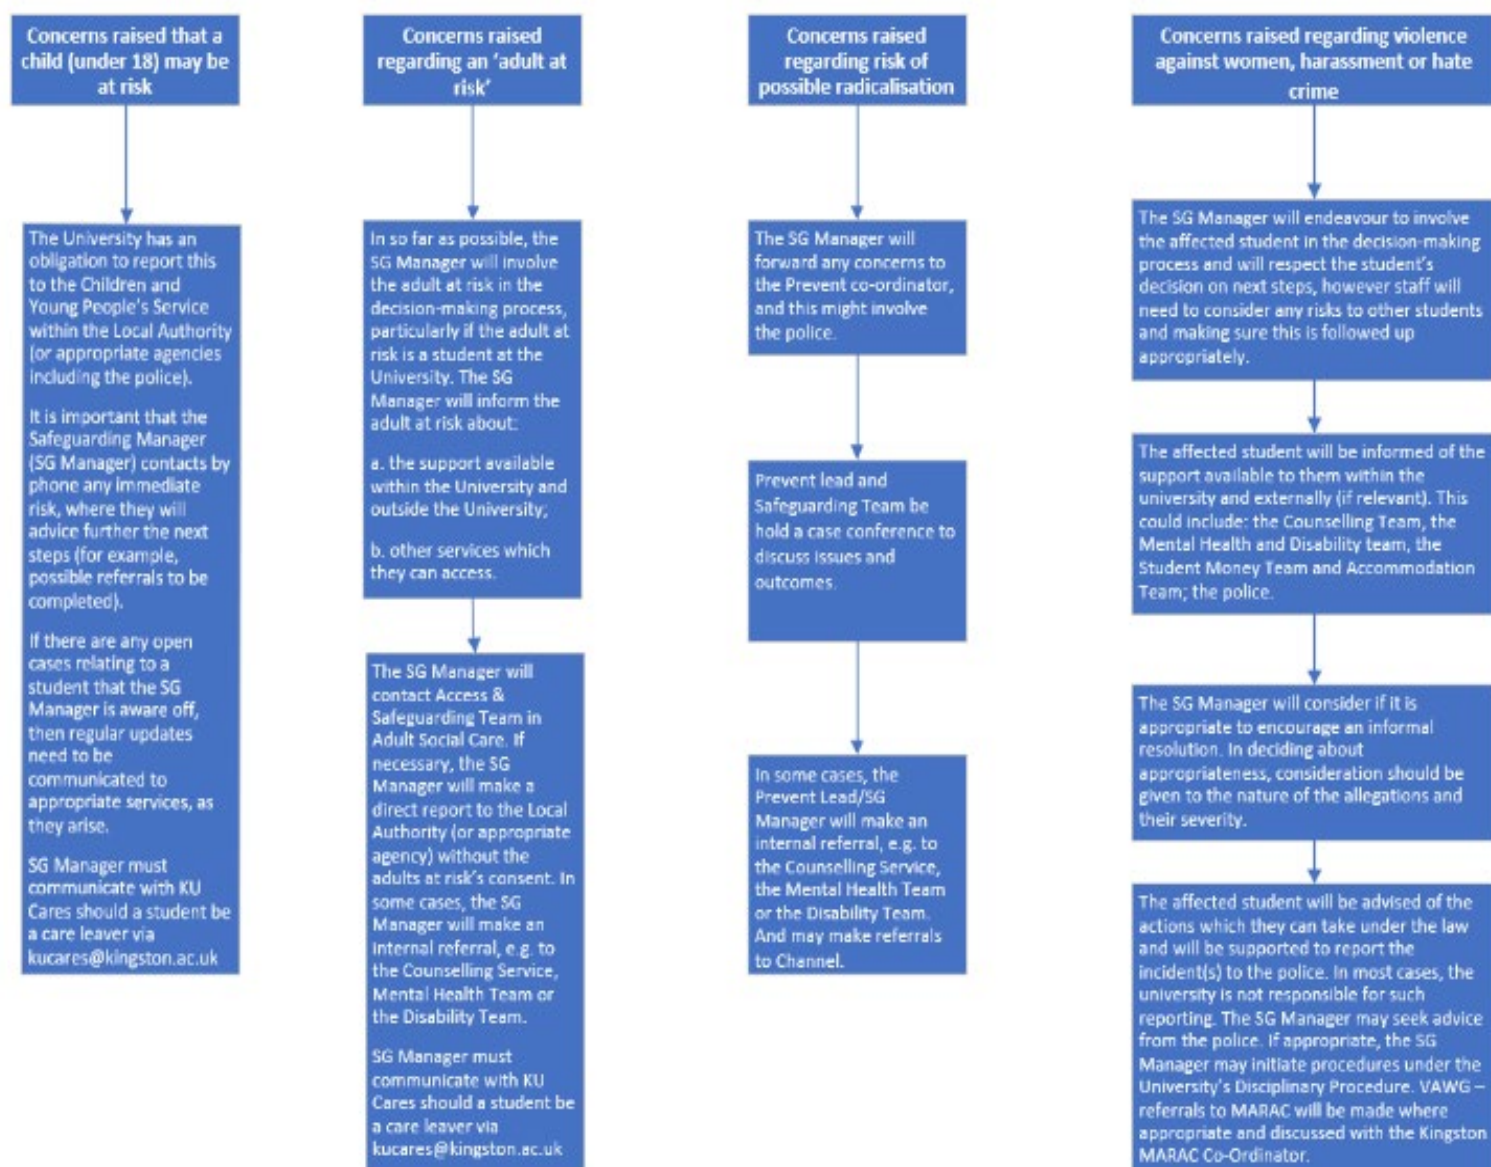 Concerns raised that a
child (under 18) may be
at risk
The University has an
obligation to report this
to the Children and
Young People's Service
within the Local Authority
(or appropriate agencies
including the police).
It is important that the
Safeguarding Manager
(SG Manager) contacts by
phone any immediate
risk, where they will
advice further the next
steps (for example,
possible referrals to be
completed).
If there are any open
cases relating to a
student that the SG
Manager is aware off,
then regular updates
need to be
communicated to
appropriate services, as
they arise.
SG Manager must
communicate with KU
Cares should a student be
a care leaver via
kucares@kingston.ac.uk
Concerns raised
regarding an 'adult at
risk'
In so far as possible, the
SG Manager will involve
the adult at risk in the
decision-making process,
particularly if the adult at
risk is a student at the
University. The SG
Manager will inform the
adult at risk about:
a. the support available
within the University and
outside the University;
b. other services which
they can access.
The SG Manager will
contact Access &
Safeguarding Team in
Adult Social Care. If
necessary, the SG
Manager will make a
direct report to the Local
Authority (or appropriate
agency) without the
adults at risk's consent. In
some cases, the SG
Manager will make an
internal referral, e.g. to
the Counselling Service,
Mental Health Team or
the Disability Team.
SG Manager must
communicate with KU
Cares should a student be
a care leaver via
kucares@kingston.ac.uk
Concerns raised
regarding risk of
possible radicalisation
The SG Manager will
forward any concerns to
the Prevent co-ordinator,
and this might involve
the police.
Prevent lead and
Safeguarding Team be
hold a case conference to
discuss issues and
outcomes.
In some cases, the
Prevent Lead/SG
Manager will make an
internal referral, e.g. to
the Counselling Service,
the Mental Health Team
or the Disability Team.
And may make referrals
to Channel.
Concerns raised regarding violence
against women, harassment or hate
crime
The SG Manager will endeavour to involve
the affected student in the decision-making
process and will respect the student's
decision on next steps, however staff will
need to consider any risks to other students
and making sure this is followed up
appropriately.
The affected student will be informed of the
support available to them within the
university and externally (if relevant). This
could include: the Counselling Team, the
Mental Health and Disability team, the
Student Money Team and Accommodation
Team; the police.
The SG Manager will consider if it is
appropriate to encourage an informal
resolution. In deciding about
appropriateness, consideration should be
given to the nature of the allegations and
their severity.
The affected student will be advised of the
actions which they can take under the law
and will be supported to report the
incident(s) to the police. In most cases, the
university is not responsible for such
reporting. The SG Manager may seek advice
from the police. If appropriate, the SG
Manager may initiate procedures under the
University's Disciplinary Procedure. VAWG –
referrals to MARAC will be made where
appropriate and discussed with the Kingston
MARAC Co-Ordinator.